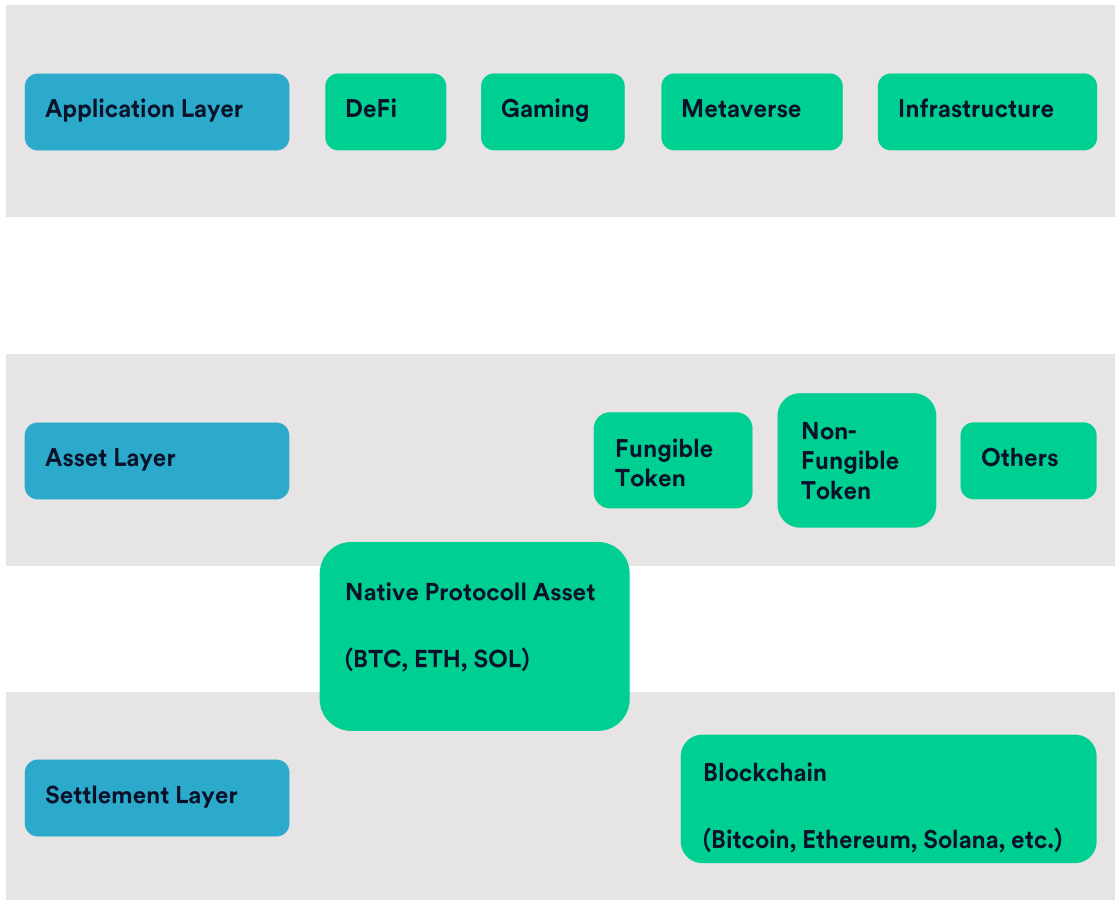 Application Layer
DeFi
Gaming
Metaverse
Infrastructure
Asset Layer
Fungible
Token
Non-
Fungible
Token
Others
Native Protocoll Asset
(BTC, ETH, SOL)
Settlement Layer
Blockchain
(Bitcoin, Ethereum, Solana, etc.)